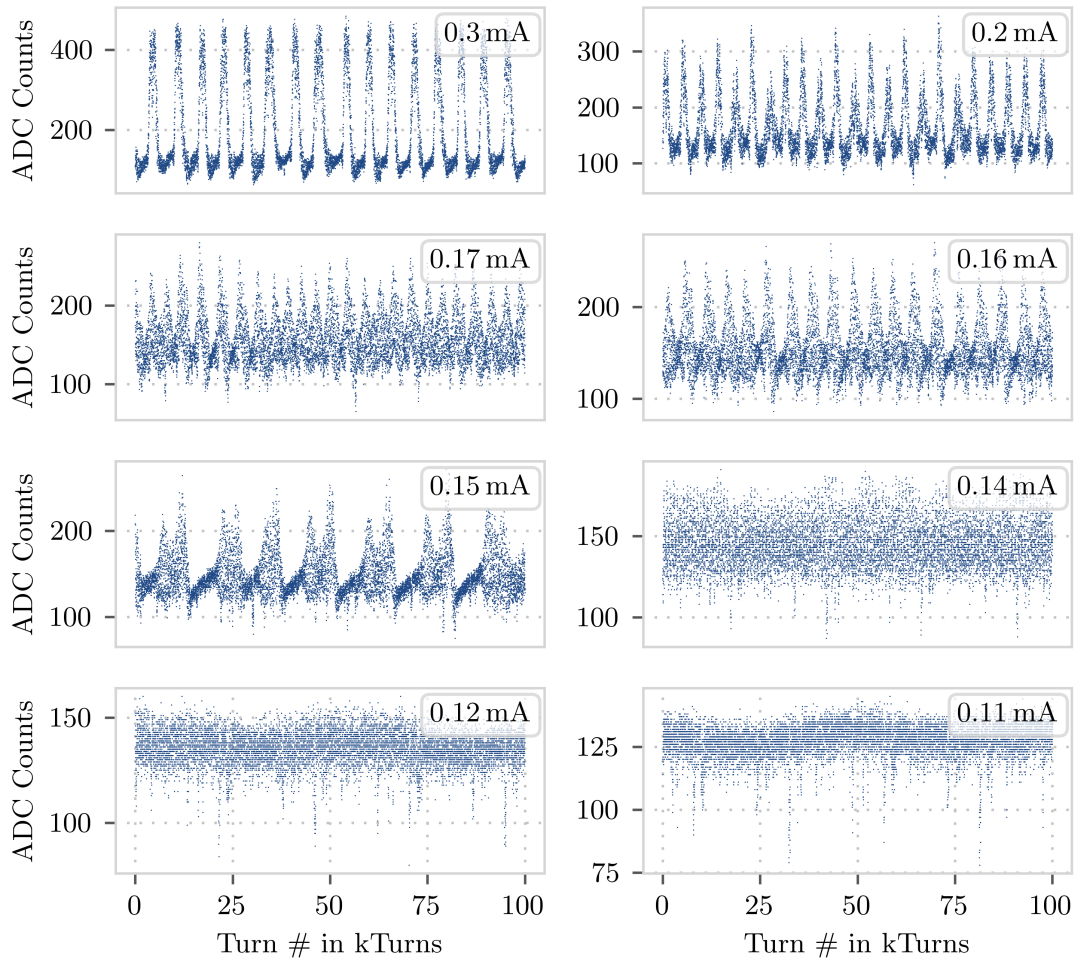 ADC Counts
400
200
0.3 mA
300
200
100
0.2 mA
ADC Counts
200
100
0.17 mA
200
100
0.16 mA
ADC Counts
200
100
0.15 mA
150
100
0.14 mA
ADC Counts
150
100
0.12 mA
125
100
75
0.11 mA
0 25 50 75 100
0 25 50 75 100
Turn # in kTurns
Turn # in kTurns